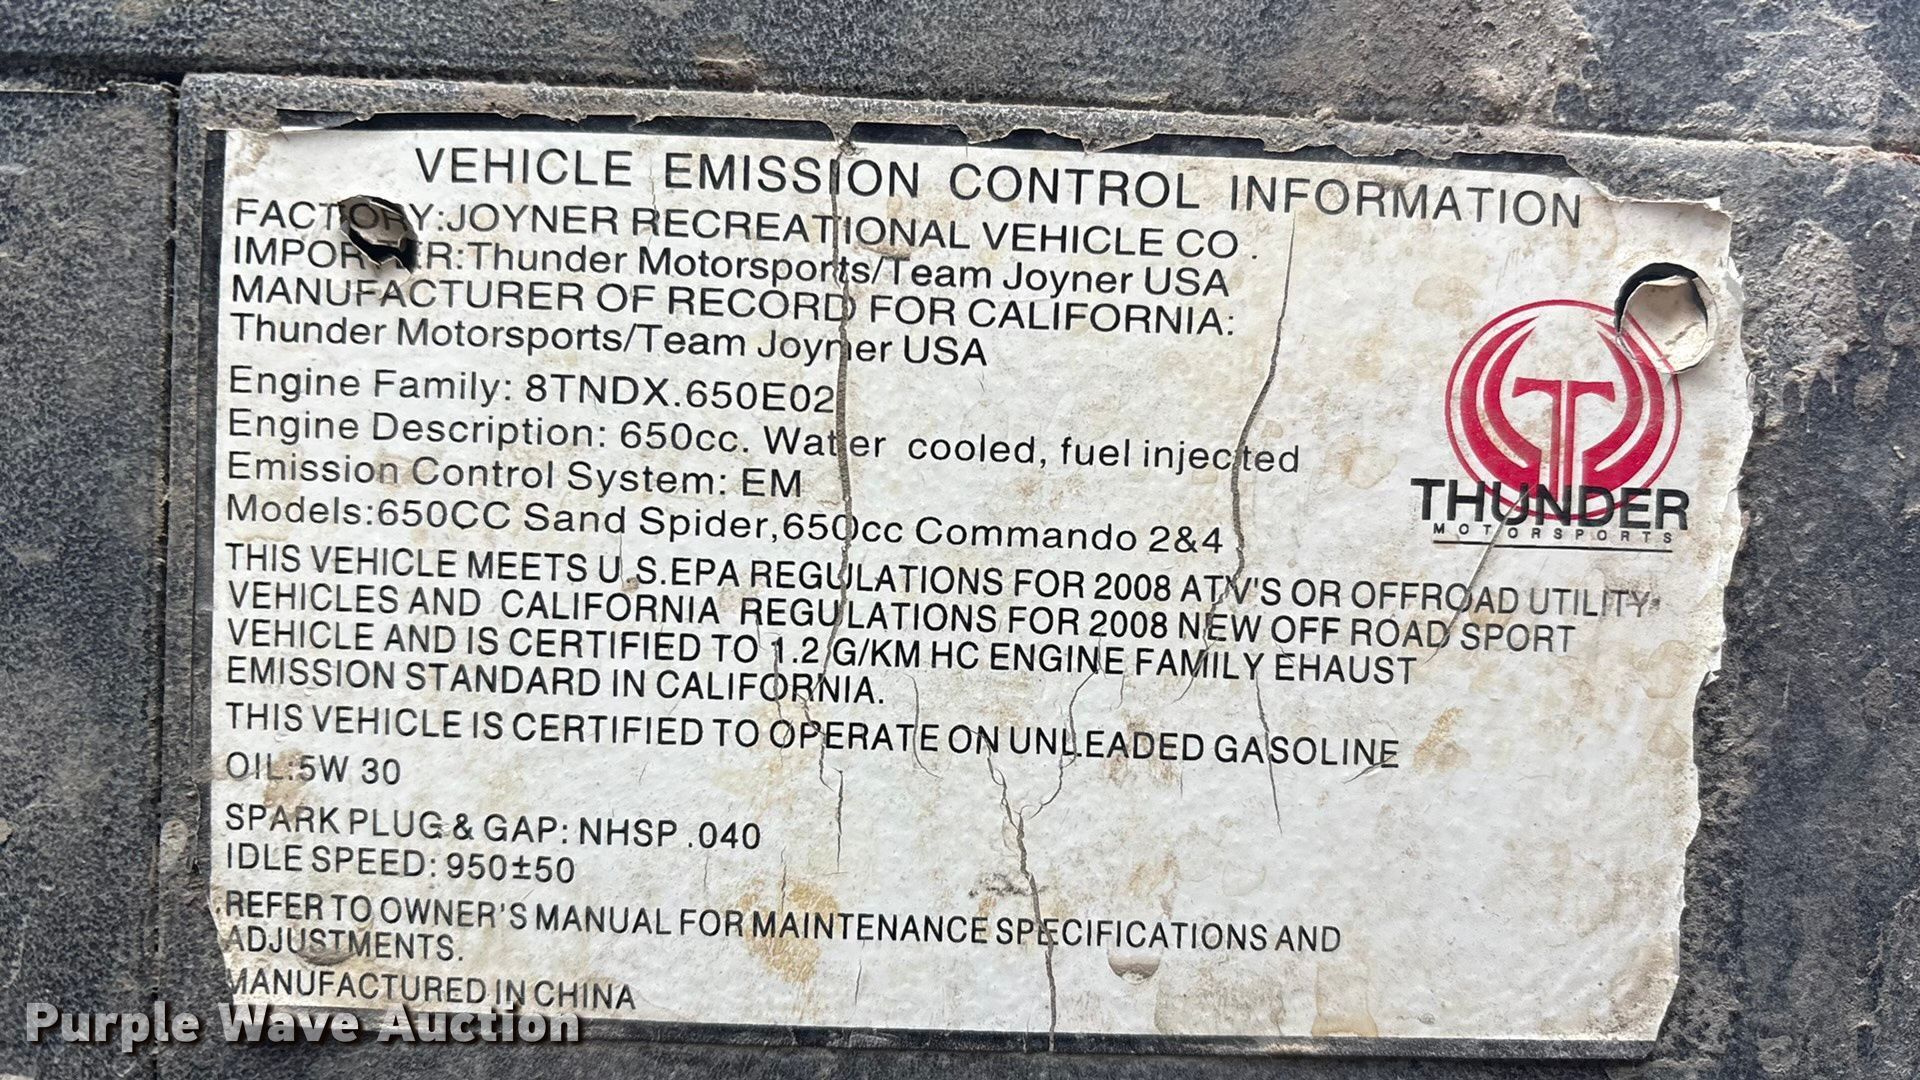 VEHICLE EMISSION CONTROL INFORMATION
FACTORY:JOYNER RECREATIONAL VEHICLE CO .
IMPORTER:Thunder Motorsports/Team Joyner USA
MANUFACTURER OF RECORD FOR CALIFORNIA:
Thunder Motorsports/Team Joyner USA
Engine Family: 8TNDX.650E02
Engine Description: 650cc. Water cooled, fuel injected
Emission Control System: EM
Models:650CC Sand Spider,650cc Commando 2&4
THUNDER
MOTORSPORTS
THIS VEHICLE MEETS U.S.EPA REGULATIONS FOR 2008 ATV'S OR OFFROAD UTILITY
VEHICLES AND CALIFORNIA REGULATIONS FOR 2008 NEW OFF ROAD SPORT
VEHICLE AND IS CERTIFIED TO 1.2 G/KM HC ENGINE FAMILY EHAUST
EMISSION STANDARD IN CALIFORNIA.
THIS VEHICLE IS CERTIFIED TO OPERATE ON UNLEADED GASOLINE
OIL:5W 30
SPARK PLUG & GAP: NHSP .040
IDLE SPEED: 950±50
REFER TO OWNER'S MANUAL FOR MAINTENANCE SPECIFICATIONS AND
ADJUSTMENTS.
MANUFACTURED IN CHINA
Purple Wave Auction